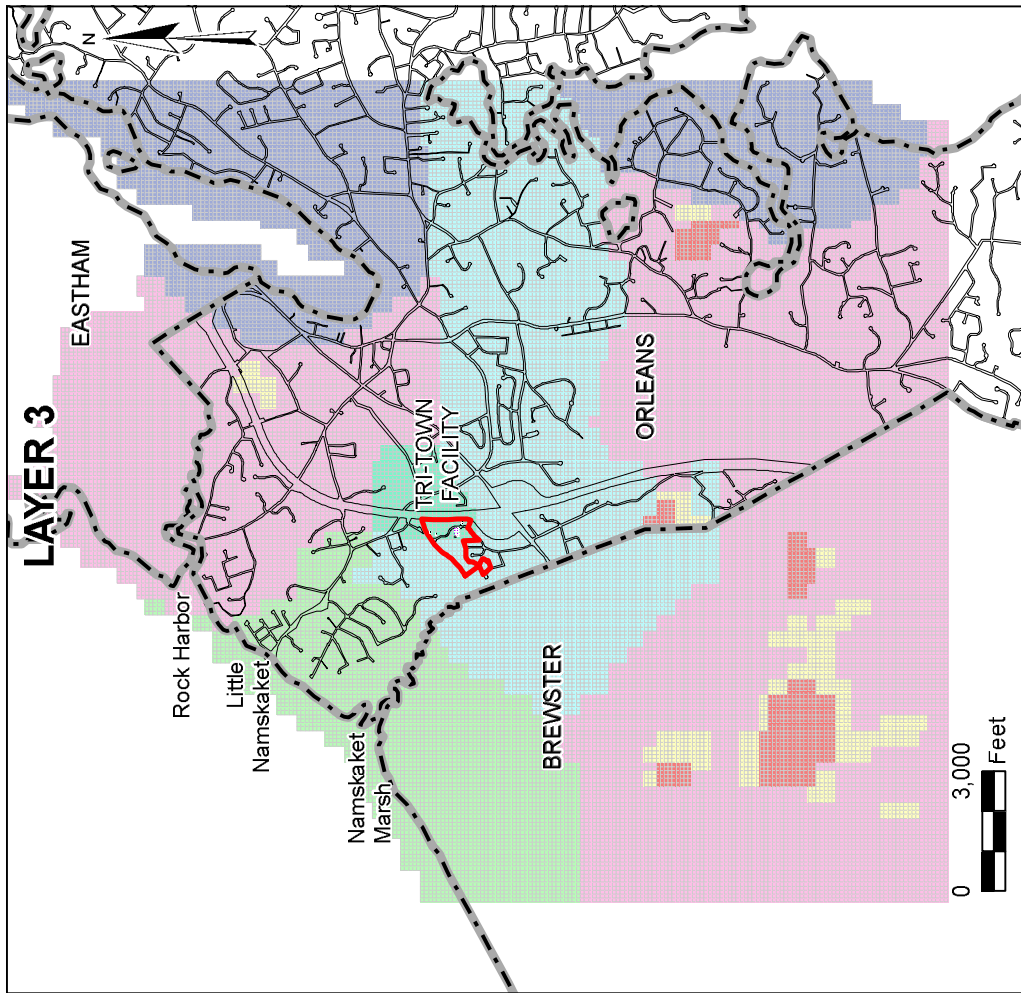 LAYER 3
N
EASTHAM
Rock Harbor
Little
Namskaket
TRI-TOWN
FACILITY
Namskaket
Marsh
ORLEANS
BREWSTER
0 3,000
Feet